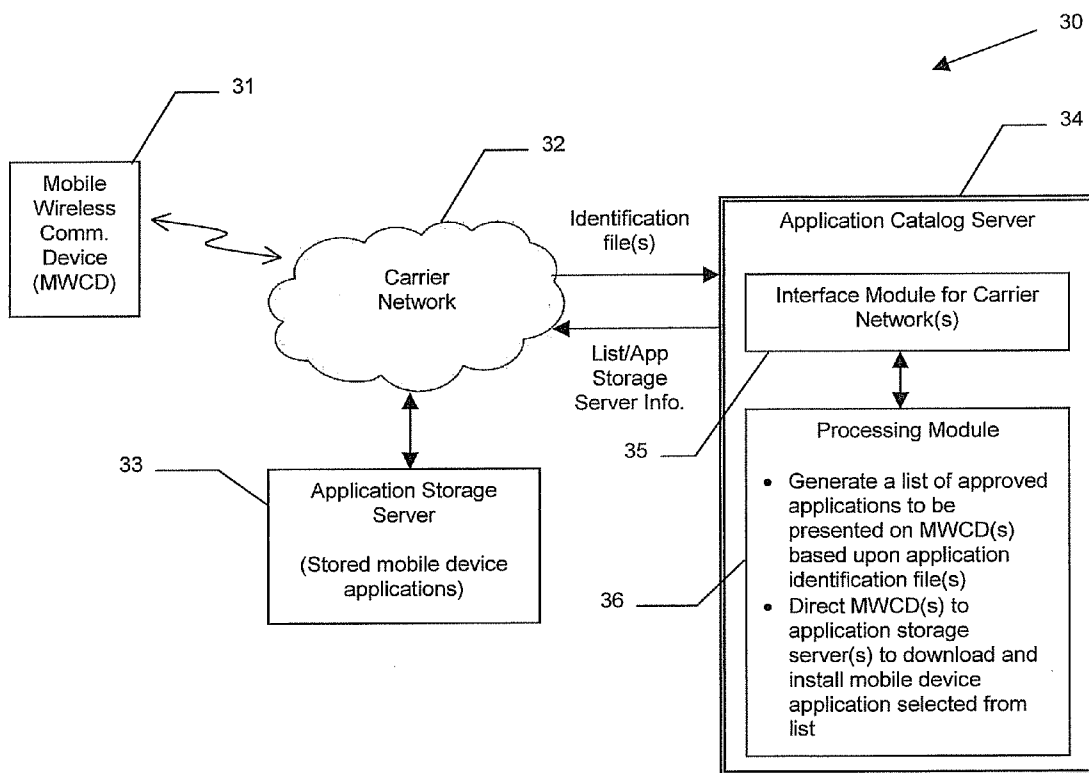 30
31
34
32
Mobile
Wireless
Comm.
Device
(MWCD)
Identification
file(s)
Application Catalog Server
Carrier
Network
Interface Module for Carrier
Network(s)
List/App
Storage
Server Info.
35
33
Application Storage
Server
(Stored mobile device
applications)
Processing Module
• Generate a list of approved
applications to be
presented on MWCD(s)
based upon application
identification file(s)
36
• Direct MWCD(s) to
application storage
server(s) to download and
install mobile device
application selected from
list